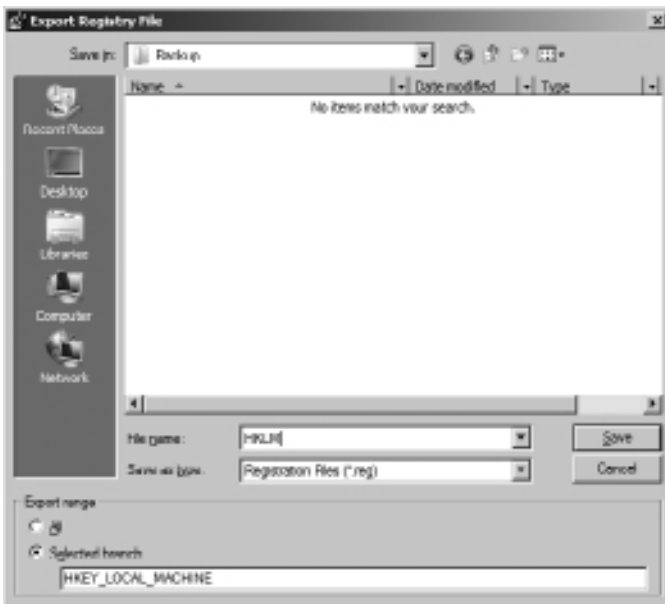 Export Registry File
Save in: Backup
Name Date modified Type
No items match your search.
Recent Places
Desktop
Libraries
Computer
Network
File name: HKLM
Save as type: Registration Files (*.reg)
Save
Cancel
Export range
All
Selected branch
HKEY_LOCAL_MACHINE